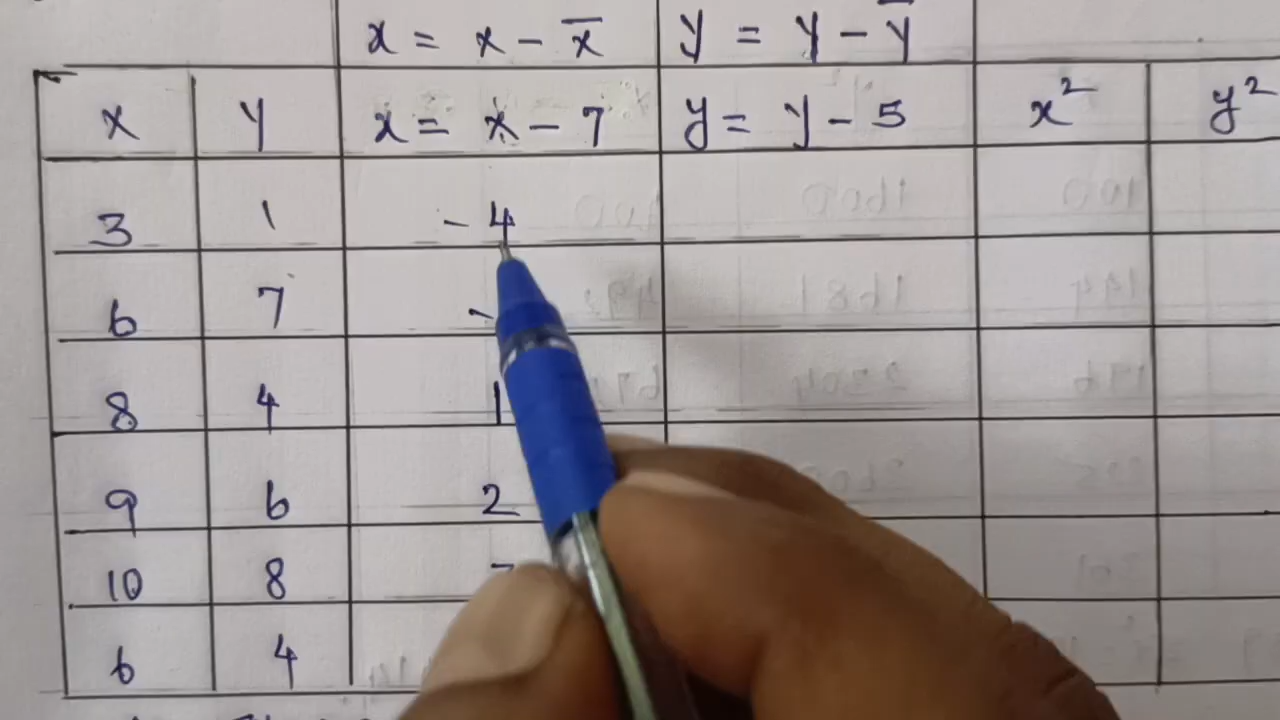 x = x - x̅ y = y - y̅
x y x = x - 7 y = y - 5 x² y²
3 1 - 4
6 7 -
8 4 1
9 6 2
10 8
6 4